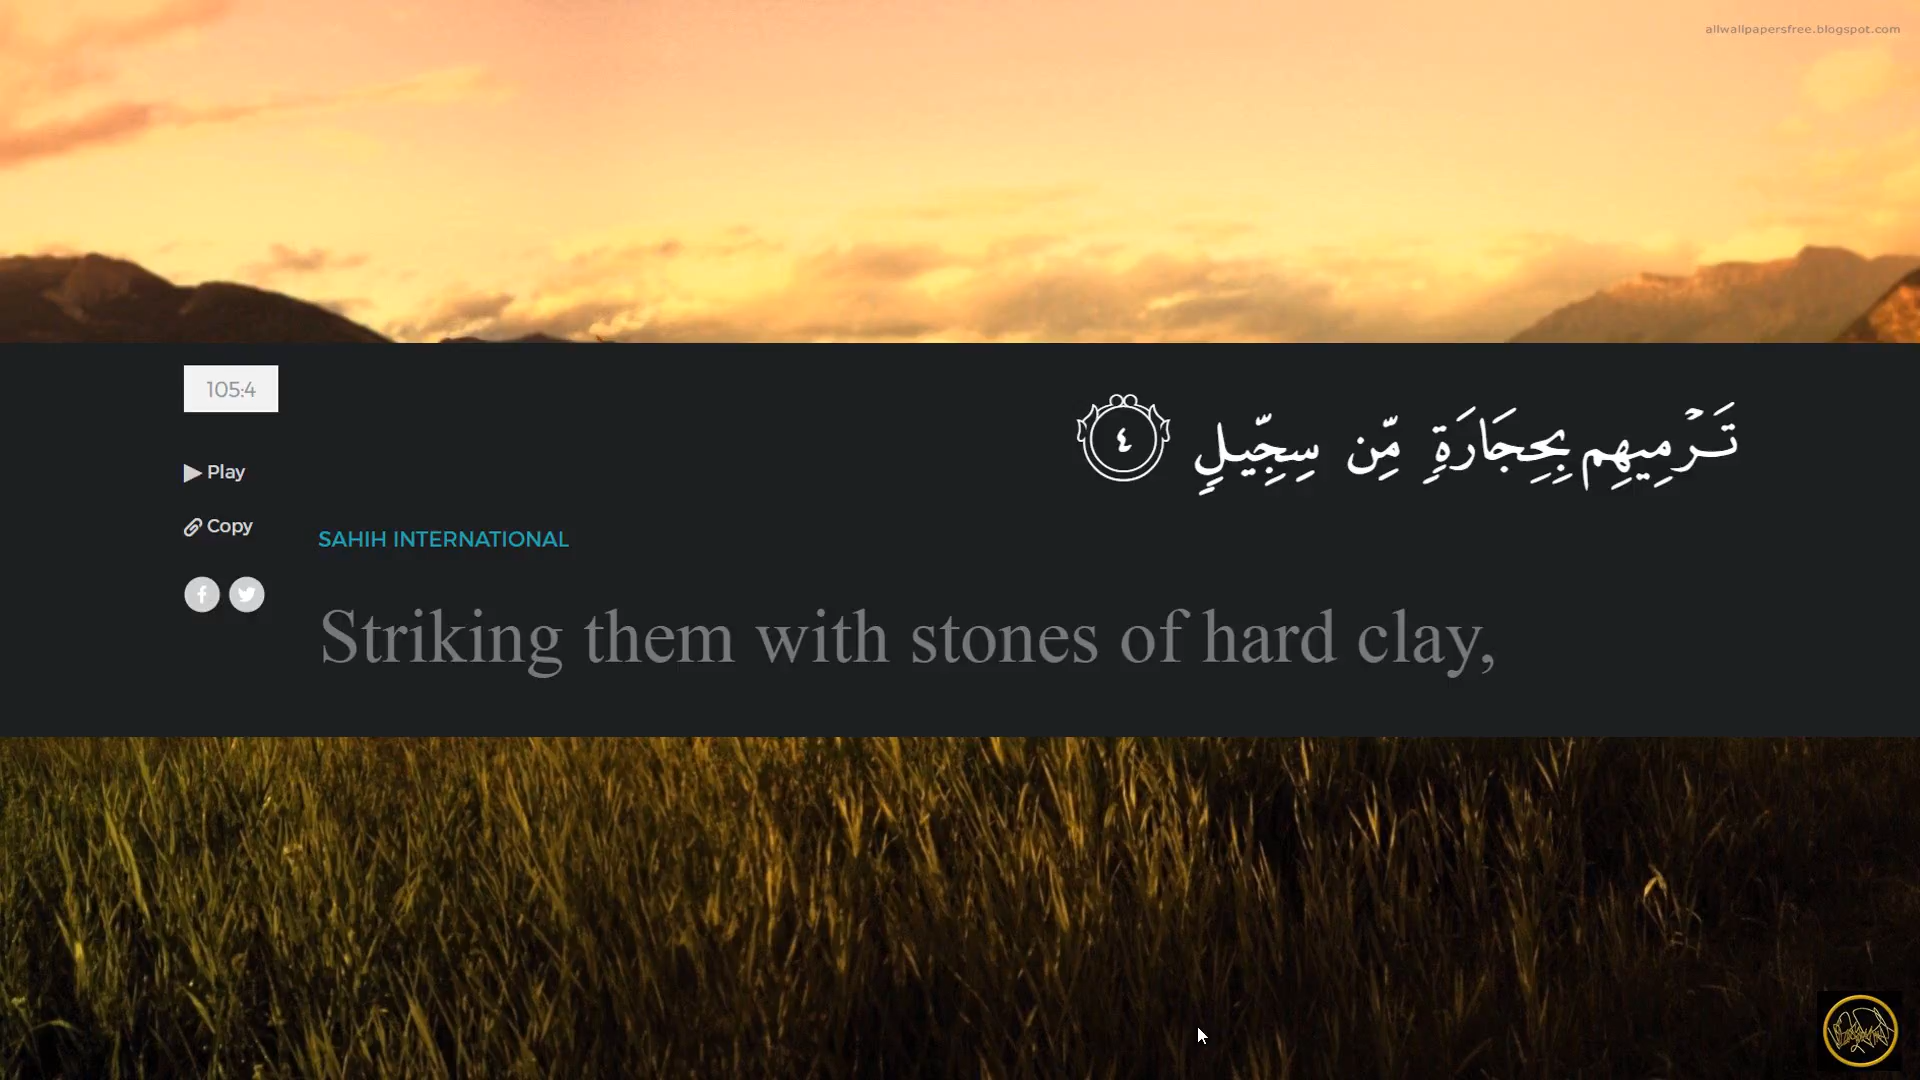 allwallpapersfree.blogspot.com
105:4
تَرْمِيهِم بِحِجَارَةٍ مِّن سِجِّيلٍ ٤
Play
Copy
SAHIH INTERNATIONAL
Striking them with stones of hard clay,